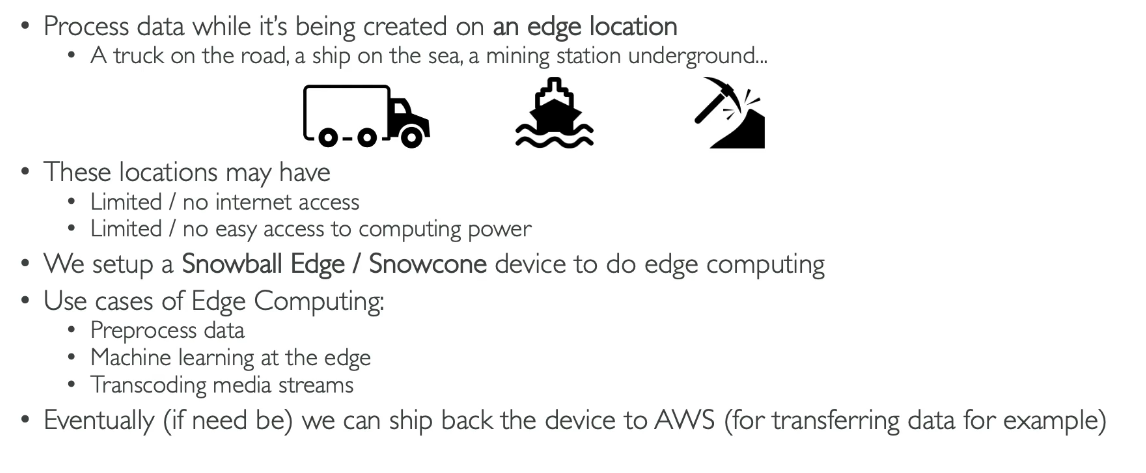 • Process data while it's being created on an edge location
• A truck on the road, a ship on the sea, a mining station underground...
• These locations may have
• Limited / no internet access
• Limited / no easy access to computing power
• We setup a Snowball Edge / Snowcone device to do edge computing
• Use cases of Edge Computing:
• Preprocess data
• Machine learning at the edge
• Transcoding media streams
• Eventually (if need be) we can ship back the device to AWS (for transferring data for example)